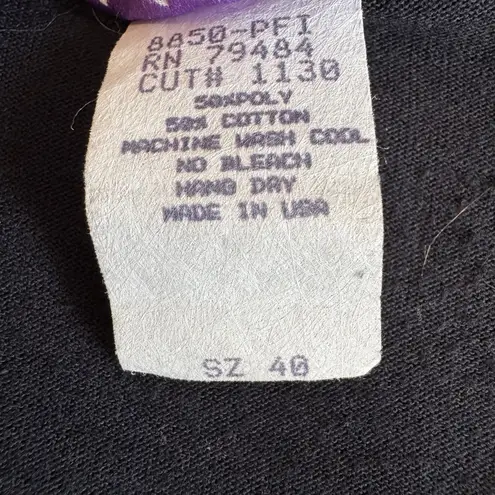 8850-PFI
RN 79484
CUT# 1130
50%POLY
50% COTTON
MACHINE WASH COOL
NO BLEACH
HANG DRY
MADE IN USA
SZ 40